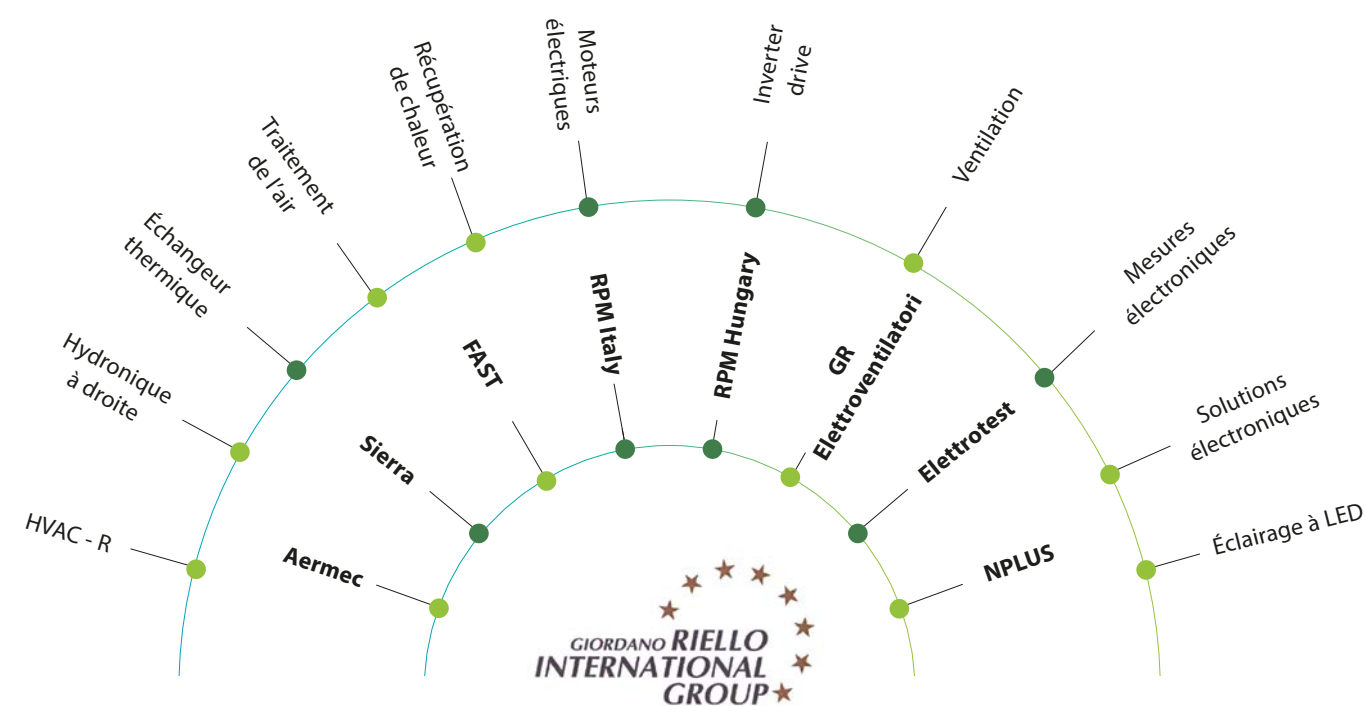 HVAC - R
Hydronique
à droite
Échangeur
thermique
Traitement
de l'air
Récupération
de chaleur
Moteurs
électriques
Inverter
drive
Ventilation
Mesures
électroniques
Solutions
électroniques
Éclairage à LED
Aermec
Sierra
FAST
RPM Italy
RPM Hungary
GR
Elettroventilatori
Elettrotest
NPLUS
GIORDANO RIELLO
INTERNATIONAL
GROUP